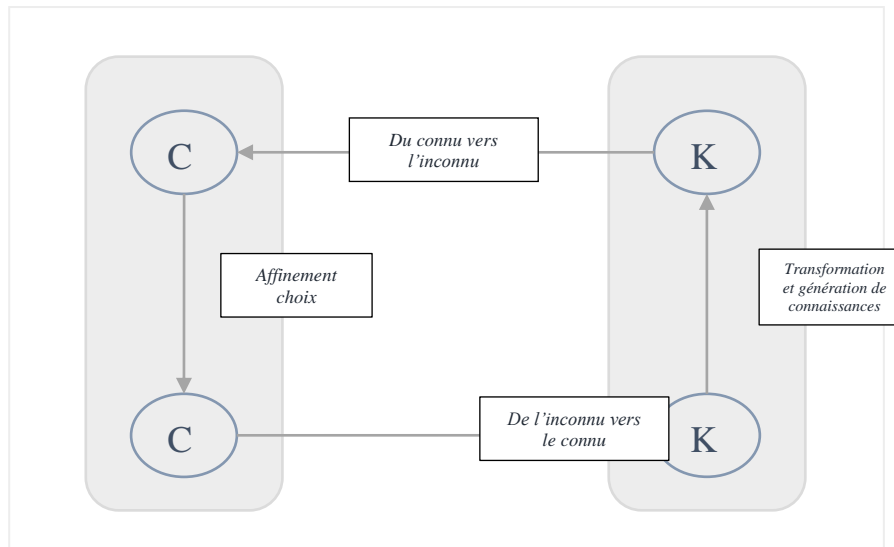 C
Du connu vers
l’inconnu
K
Affinement
choix
Transformation
et génération de
connaissances
C
De l’inconnu vers
le connu
K